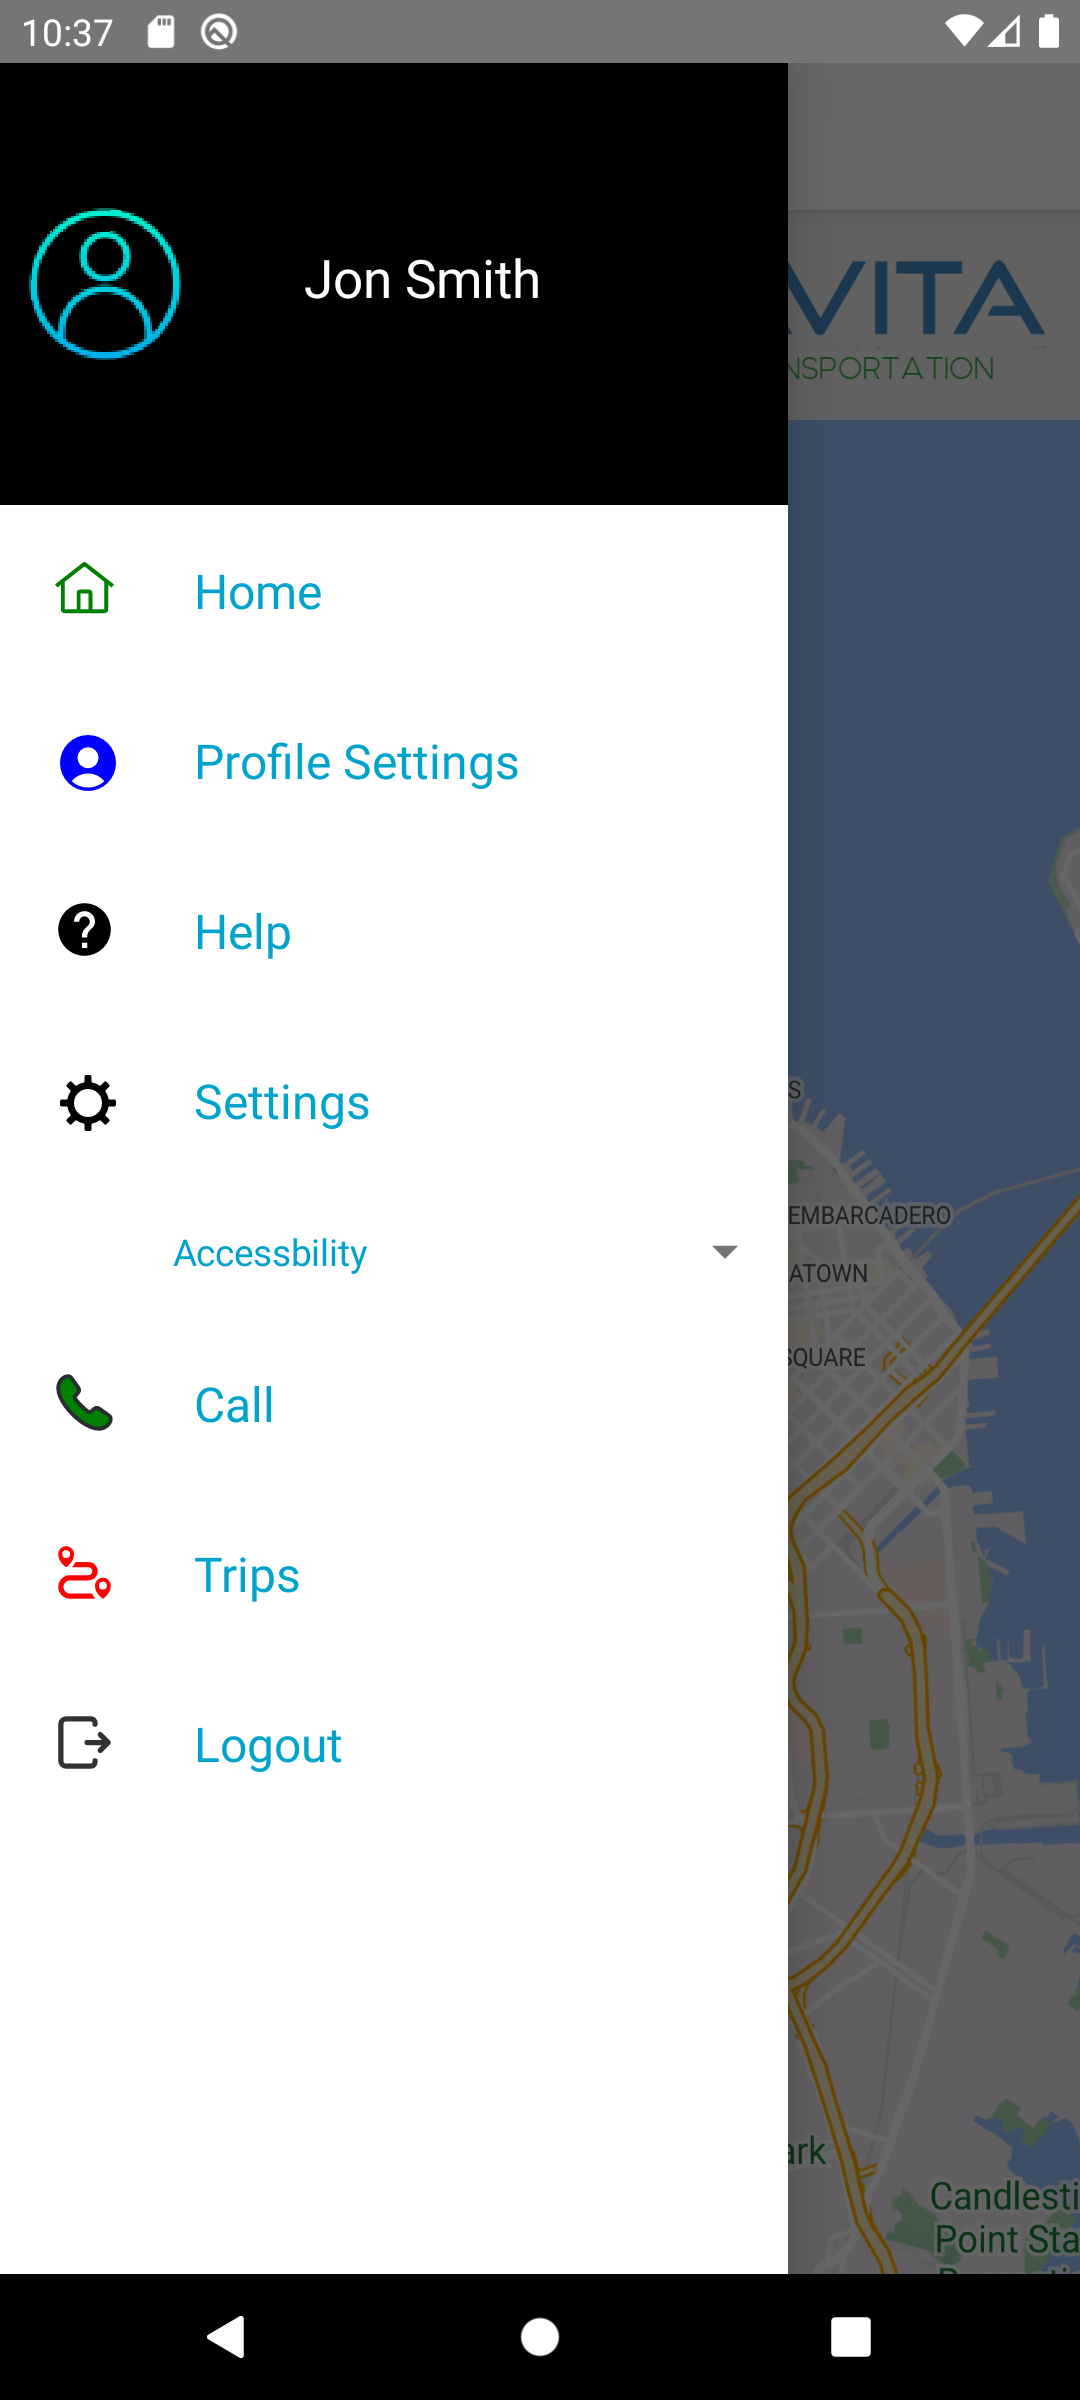 10:37
Jon Smith
VITA
NSPORTATION
Home
Profile Settings
Help
Settings
S
EMBARCADERO
Accessbility
ATOWN
SQUARE
Call
Trips
Logout
ark
Candlesti
Point Sta